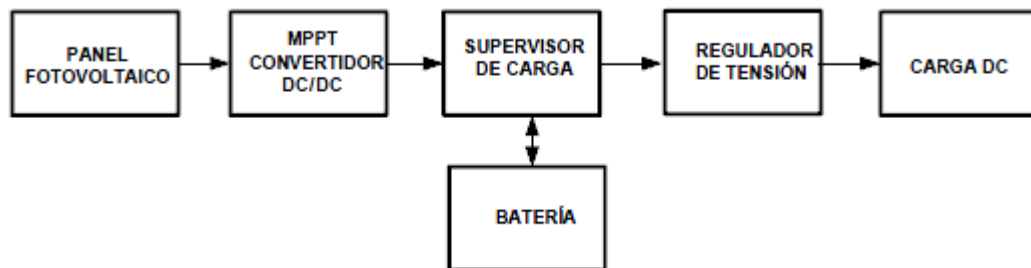 PANEL
FOTOVOLTAICO
MPPT
CONVERTIDOR
DC/DC
SUPERVISOR
DE CARGA
REGULADOR
DE TENSIÓN
CARGA DC
BATERÍA